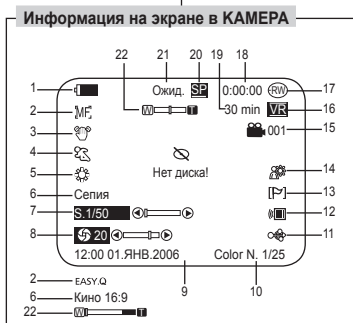 Информация на экране в КАМЕРА
22 21 20 19 18
1 Ожид. SP 0:00:00 RW 17
2 MF W T 30 min VR 16
3 001 15
4
5 Нет диска! 14
6 Сепия 13
7 S.1/50 12
8 20 11
12:00 01.ЯНВ.2006 Color N. 1/25
9 10
2 EASY.Q
6 Кино 16:9
22 W T